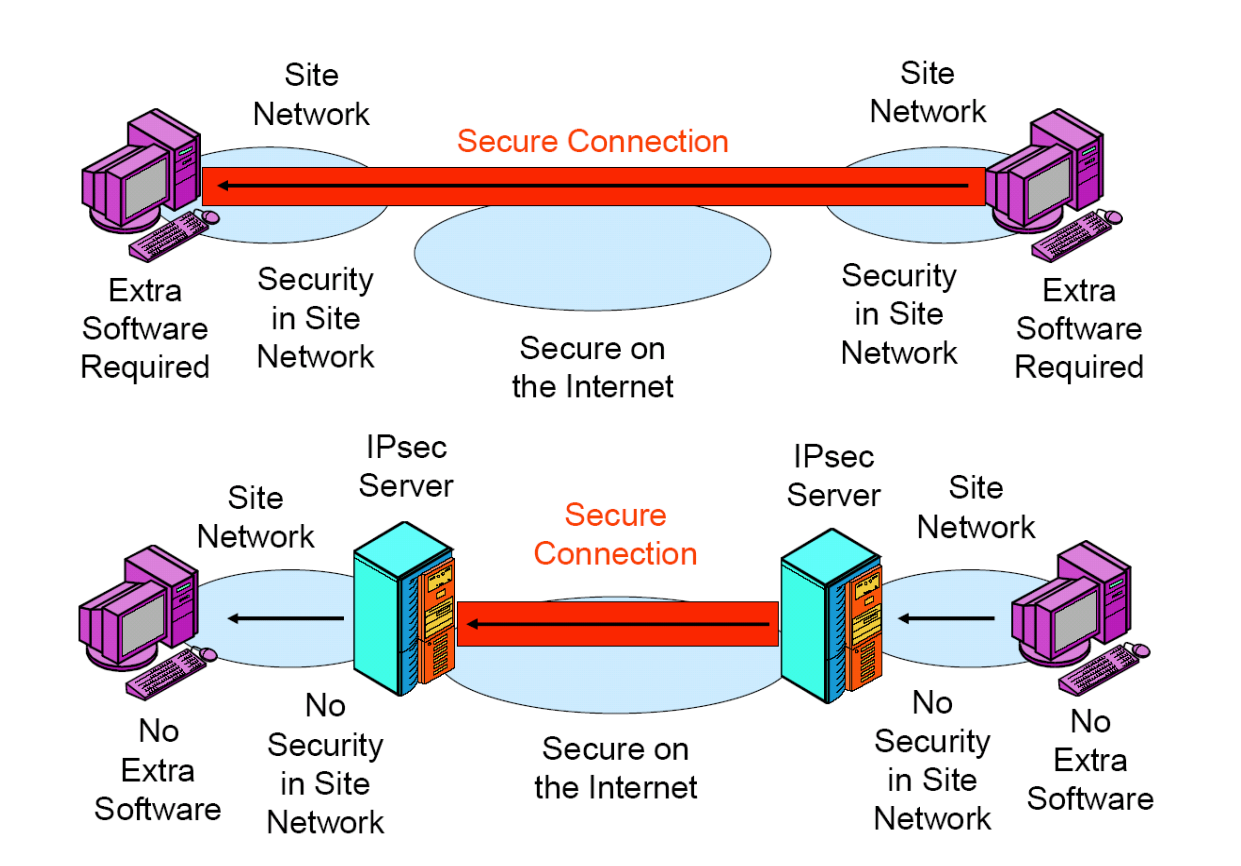 Site
Network
Site
Network
Secure Connection
Extra
Software
Required
Security
in Site
Network
Secure on
the Internet
Security
in Site
Network
Extra
Software
Required
IPsec
Server
IPsec
Server
Site
Network
Secure
Connection
Site
Network
No
Extra
Software
No
Security
in Site
Network
Secure on
the Internet
No
Security
in Site
Network
No
Extra
Software